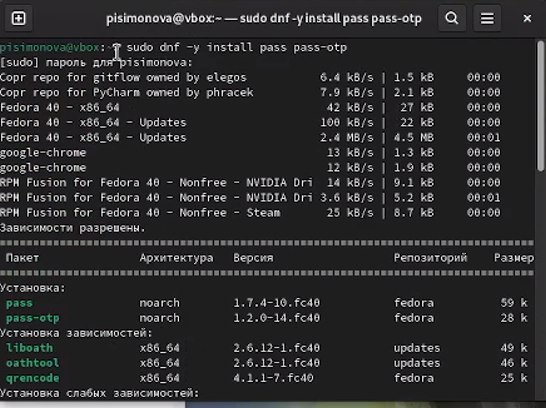 pisimonova@vbox:~ — sudo dnf -y install pass pass-otp
pisimonova@vbox:~$ sudo dnf -y install pass pass-otp
[sudo] пароль для pisimonova:
Copr repo for gitflow owned by elegos 6.4 kB/s | 1.5 kB 00:00
Copr repo for PyCharm owned by phracek 7.9 kB/s | 2.1 kB 00:00
Fedora 40 - x86_64 42 kB/s | 27 kB 00:00
Fedora 40 - x86_64 - Updates 100 kB/s | 22 kB 00:00
Fedora 40 - x86_64 - Updates 2.4 MB/s | 4.5 MB 00:01
google-chrome 13 kB/s | 1.3 kB 00:00
google-chrome 12 kB/s | 1.9 kB 00:00
RPM Fusion for Fedora 40 - Nonfree - NVIDIA Dri 14 kB/s | 9.1 kB 00:00
RPM Fusion for Fedora 40 - Nonfree - NVIDIA Dri 3.6 kB/s | 5.2 kB 00:01
RPM Fusion for Fedora 40 - Nonfree - Steam 25 kB/s | 8.7 kB 00:00
Зависимости разрешены.
Пакет Архитектура Версия Репозиторий Размер
Установка:
pass noarch 1.7.4-10.fc40 fedora 59 k
pass-otp noarch 1.2.0-14.fc40 fedora 28 k
Установка зависимостей:
liboath x86_64 2.6.12-1.fc40 updates 49 k
oathtool x86_64 2.6.12-1.fc40 updates 46 k
qrencode x86_64 4.1.1-7.fc40 fedora 25 k
Установка слабых зависимостей: